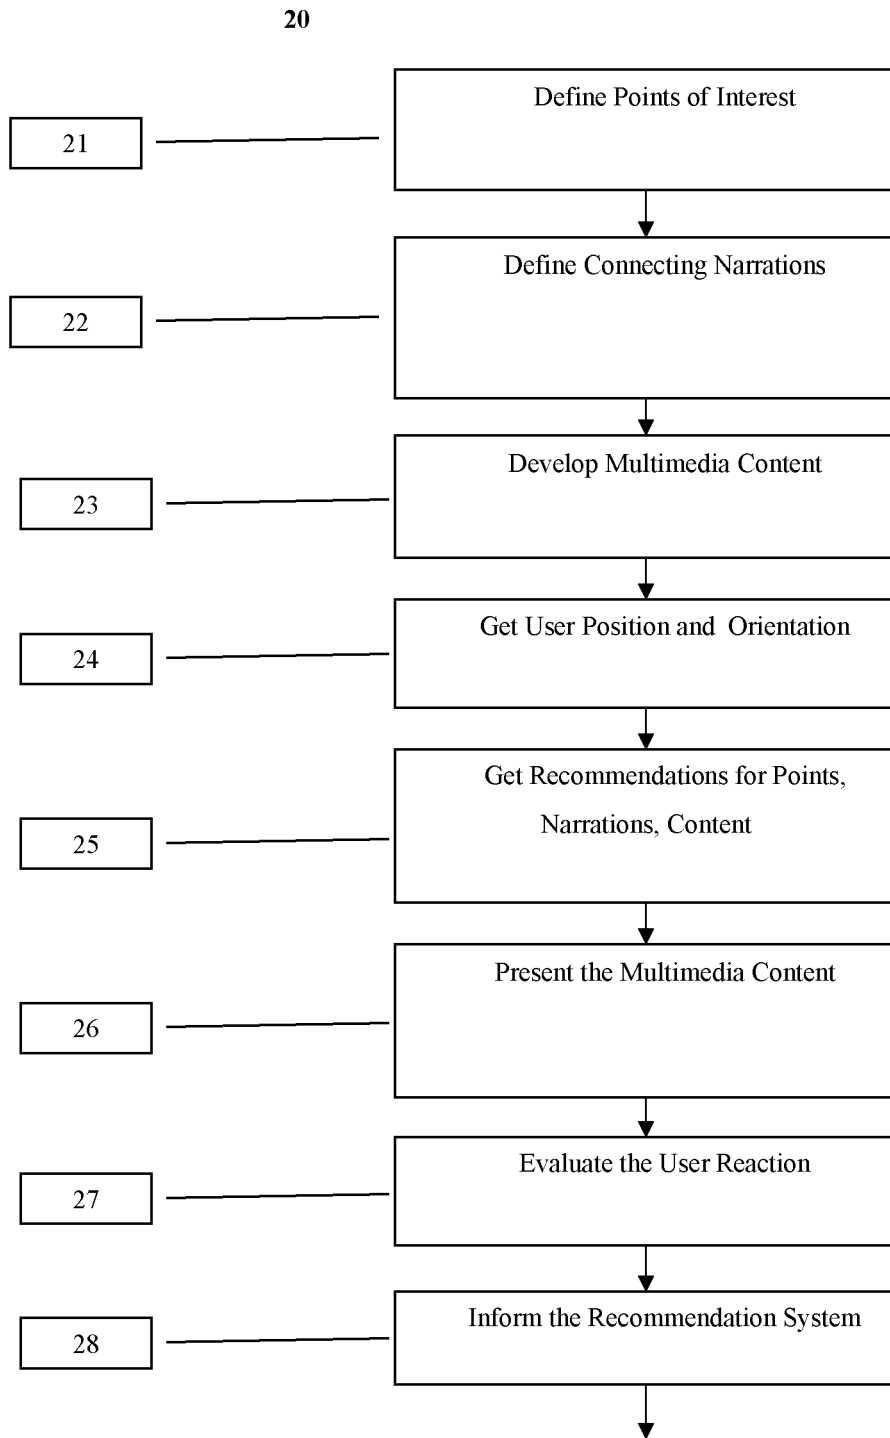 20
Define Points of Interest
21
Define Connecting Narrations
22
Develop Multimedia Content
23
Get User Position and Orientation
24
Get Recommendations for Points,
Narrations, Content
25
Present the Multimedia Content
26
Evaluate the User Reaction
27
Inform the Recommendation System
28